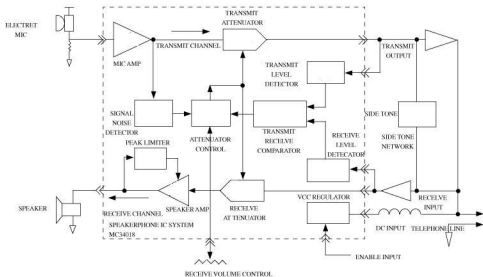 ELECTRET
MIC
TRANSMIT
ATTENUATOR
TRANSMIT CHANNEL
MIC AMP
TRANSMIT
OUTPUT
TRANSMIT
LEVEL
DETECTOR
SIGNAL
NOISE
DETECTOR
ATTENUATOR
CONTROL
TRANSMIT
RECELVE
COMPARATOR
RECEIVE
LEVEL
DETECATOR
SIDE TONE
SIDE TONE
NETWORK
PEAK LIMITER
VCC REGULATOR
RECELVE
INPUT
SPEAKER
SPEAKER AMP
RECEIVE
AT TENUATOR
RECEIVE CHANNEL
SPEAKERPHONE IC SYSTEM
MC34018
DC INPUT
TELEPHONE LINE
ENABLE INPUT
RECEIVE VOLUME CONTROL